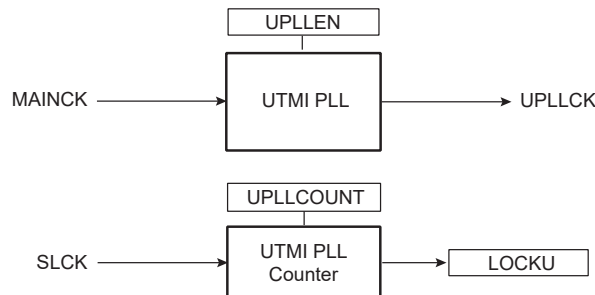 UPLLEN
MAINCK
UTMI PLL
UPLLCK
UPLLCOUNT
SLCK
UTMI PLL
Counter
LOCKU